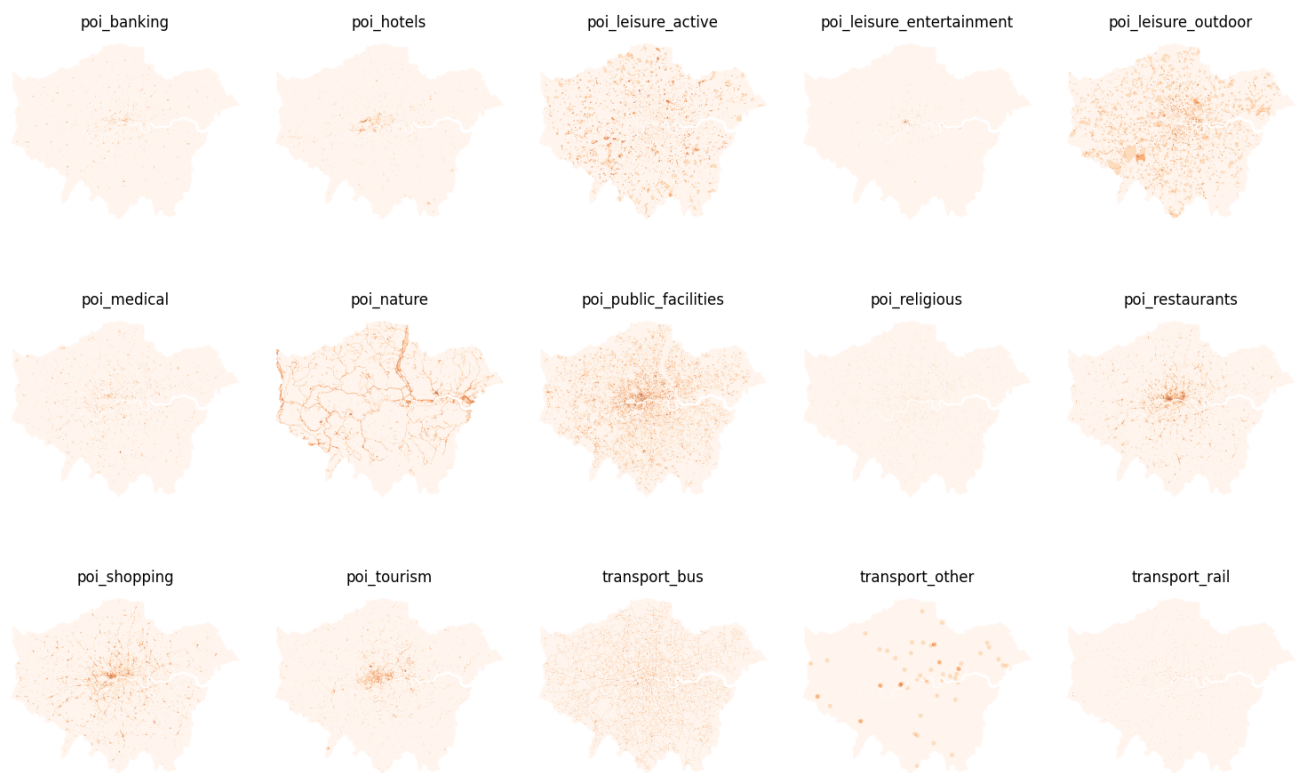 poi_banking
poi_hotels
poi_leisure_active
poi_leisure_entertainment
poi_leisure_outdoor
poi_medical
poi_nature
poi_public_facilities
poi_religious
poi_restaurants
poi_shopping
poi_tourism
transport_bus
transport_other
transport_rail